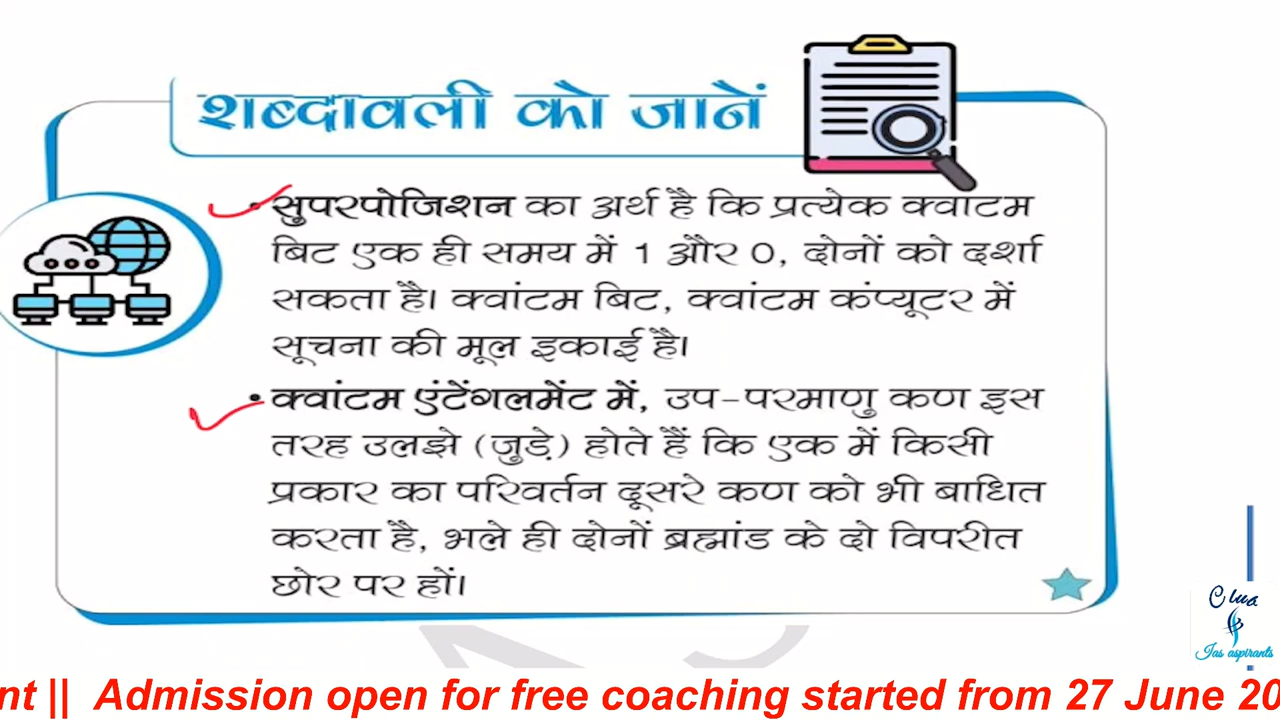 शब्दावली को जानें
• सुपरपोजिशन का अर्थ है कि प्रत्येक क्वांटम
बिट एक ही समय में 1 और 0, दोनों को दर्शा
सकता है। क्वांटम बिट, क्वांटम कंप्यूटर में
सूचना की मूल इकाई है।
• क्वांटम एंटेंगलमेंट में, उप-परमाणु कण इस
तरह उलझे (जुड़े) होते हैं कि एक में किसी
प्रकार का परिवर्तन दूसरे कण को भी बाधित
करता है, भले ही दोनों ब्रह्मांड के दो विपरीत
छोर पर हों।
Ias aspirants
nt || Admission open for free coaching started from 27 June 20